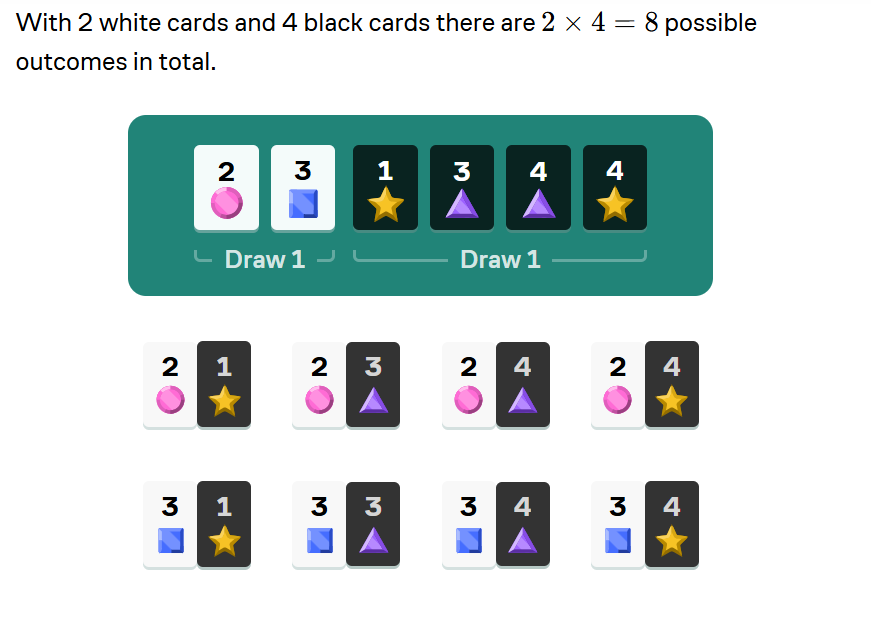 With 2 white cards and 4 black cards there are 2 × 4 = 8 possible
outcomes in total.
2 3 1 3 4 4
Draw 1 Draw 1
2 1 2 3 2 4 2 4
3 1 3 3 3 4 3 4